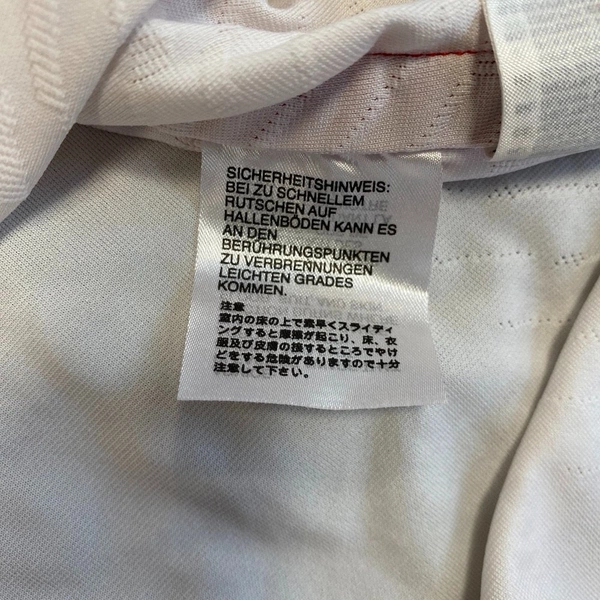 SICHERHEITSHINWEIS:
BEI ZU SCHNELLEM
RUTSCHEN AUF
HALLENBÖDEN KANN ES
AN DEN
BERÜHRUNGSPUNKTEN
ZU VERBRENNUNGEN
LEICHTEN GRADES
KOMMEN.
注意
室内の床の上で素早くスライディ
ングすると摩擦が起こり、床、衣
服及び皮膚の接するところでやけ
どをする危険がありますので十分
注意して下さい。